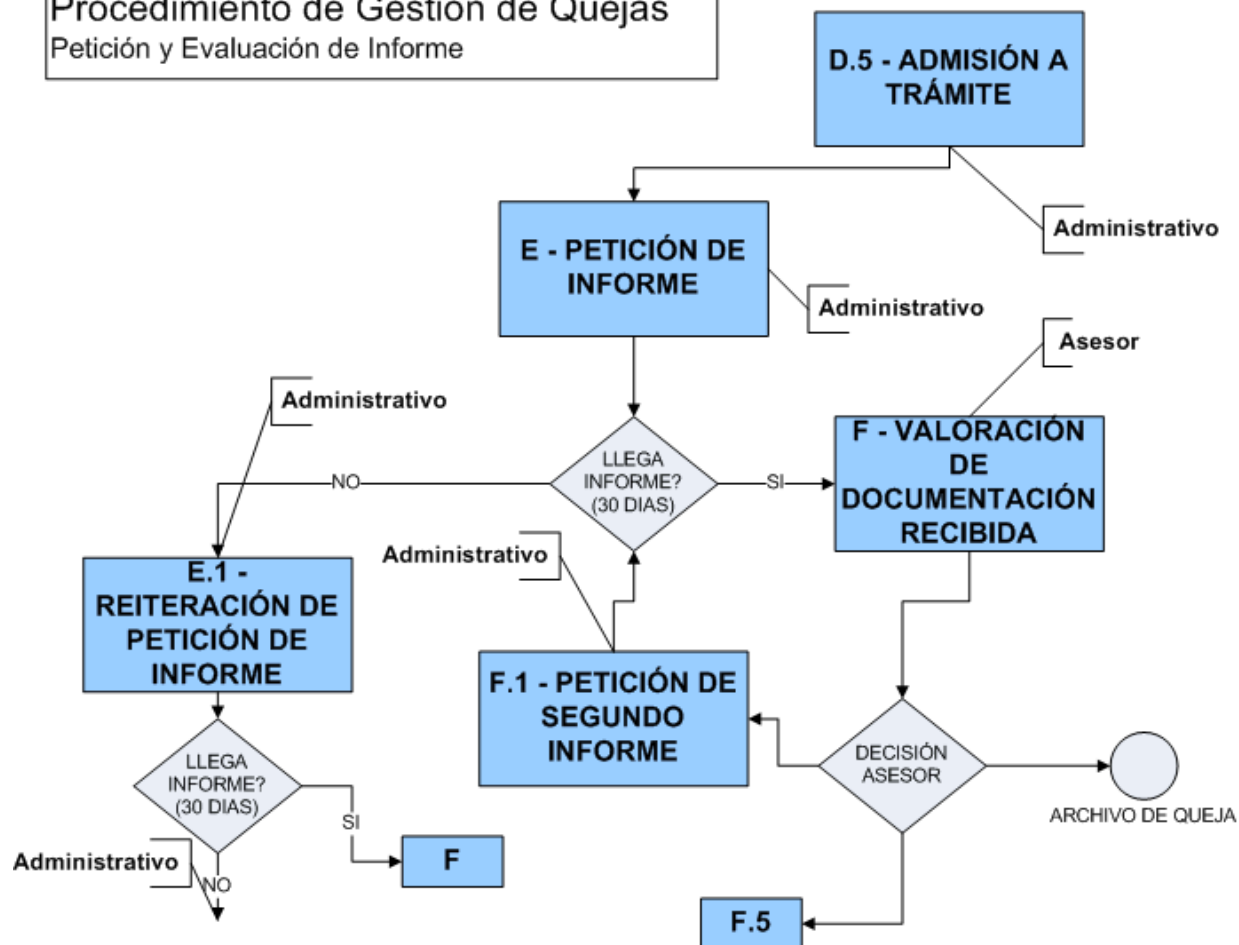 Procedimiento de Gestión de Quejas
Petición y Evaluación de Informe
D.5 - ADMISIÓN A
TRÁMITE
Administrativo
E - PETICIÓN DE
INFORME
Administrativo
Asesor
Administrativo
LLEGA
INFORME?
(30 DIAS)
NO
SI
F - VALORACIÓN
DE
DOCUMENTACIÓN
RECIBIDA
Administrativo
E.1 -
REITERACIÓN DE
PETICIÓN DE
INFORME
F.1 - PETICIÓN DE
SEGUNDO
INFORME
DECISIÓN
ASESOR
ARCHIVO DE QUEJA
LLEGA
INFORME?
(30 DIAS)
SI
F
Administrativo
NO
F.5